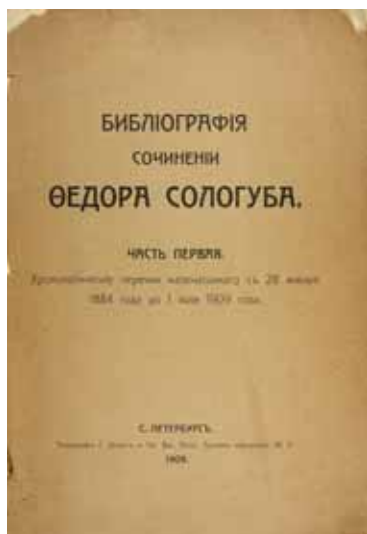 БИБЛІОГРАФІЯ
СОЧИНЕНІЙ
ѲЕДОРА СОЛОГУБА.
ЧАСТЬ ПЕРВАЯ.
Хронологическій перечень напечатаннаго съ 28 января
1884 года до 1 іюля 1909 года.
С. ПЕТЕРБУРГЪ.
1909.